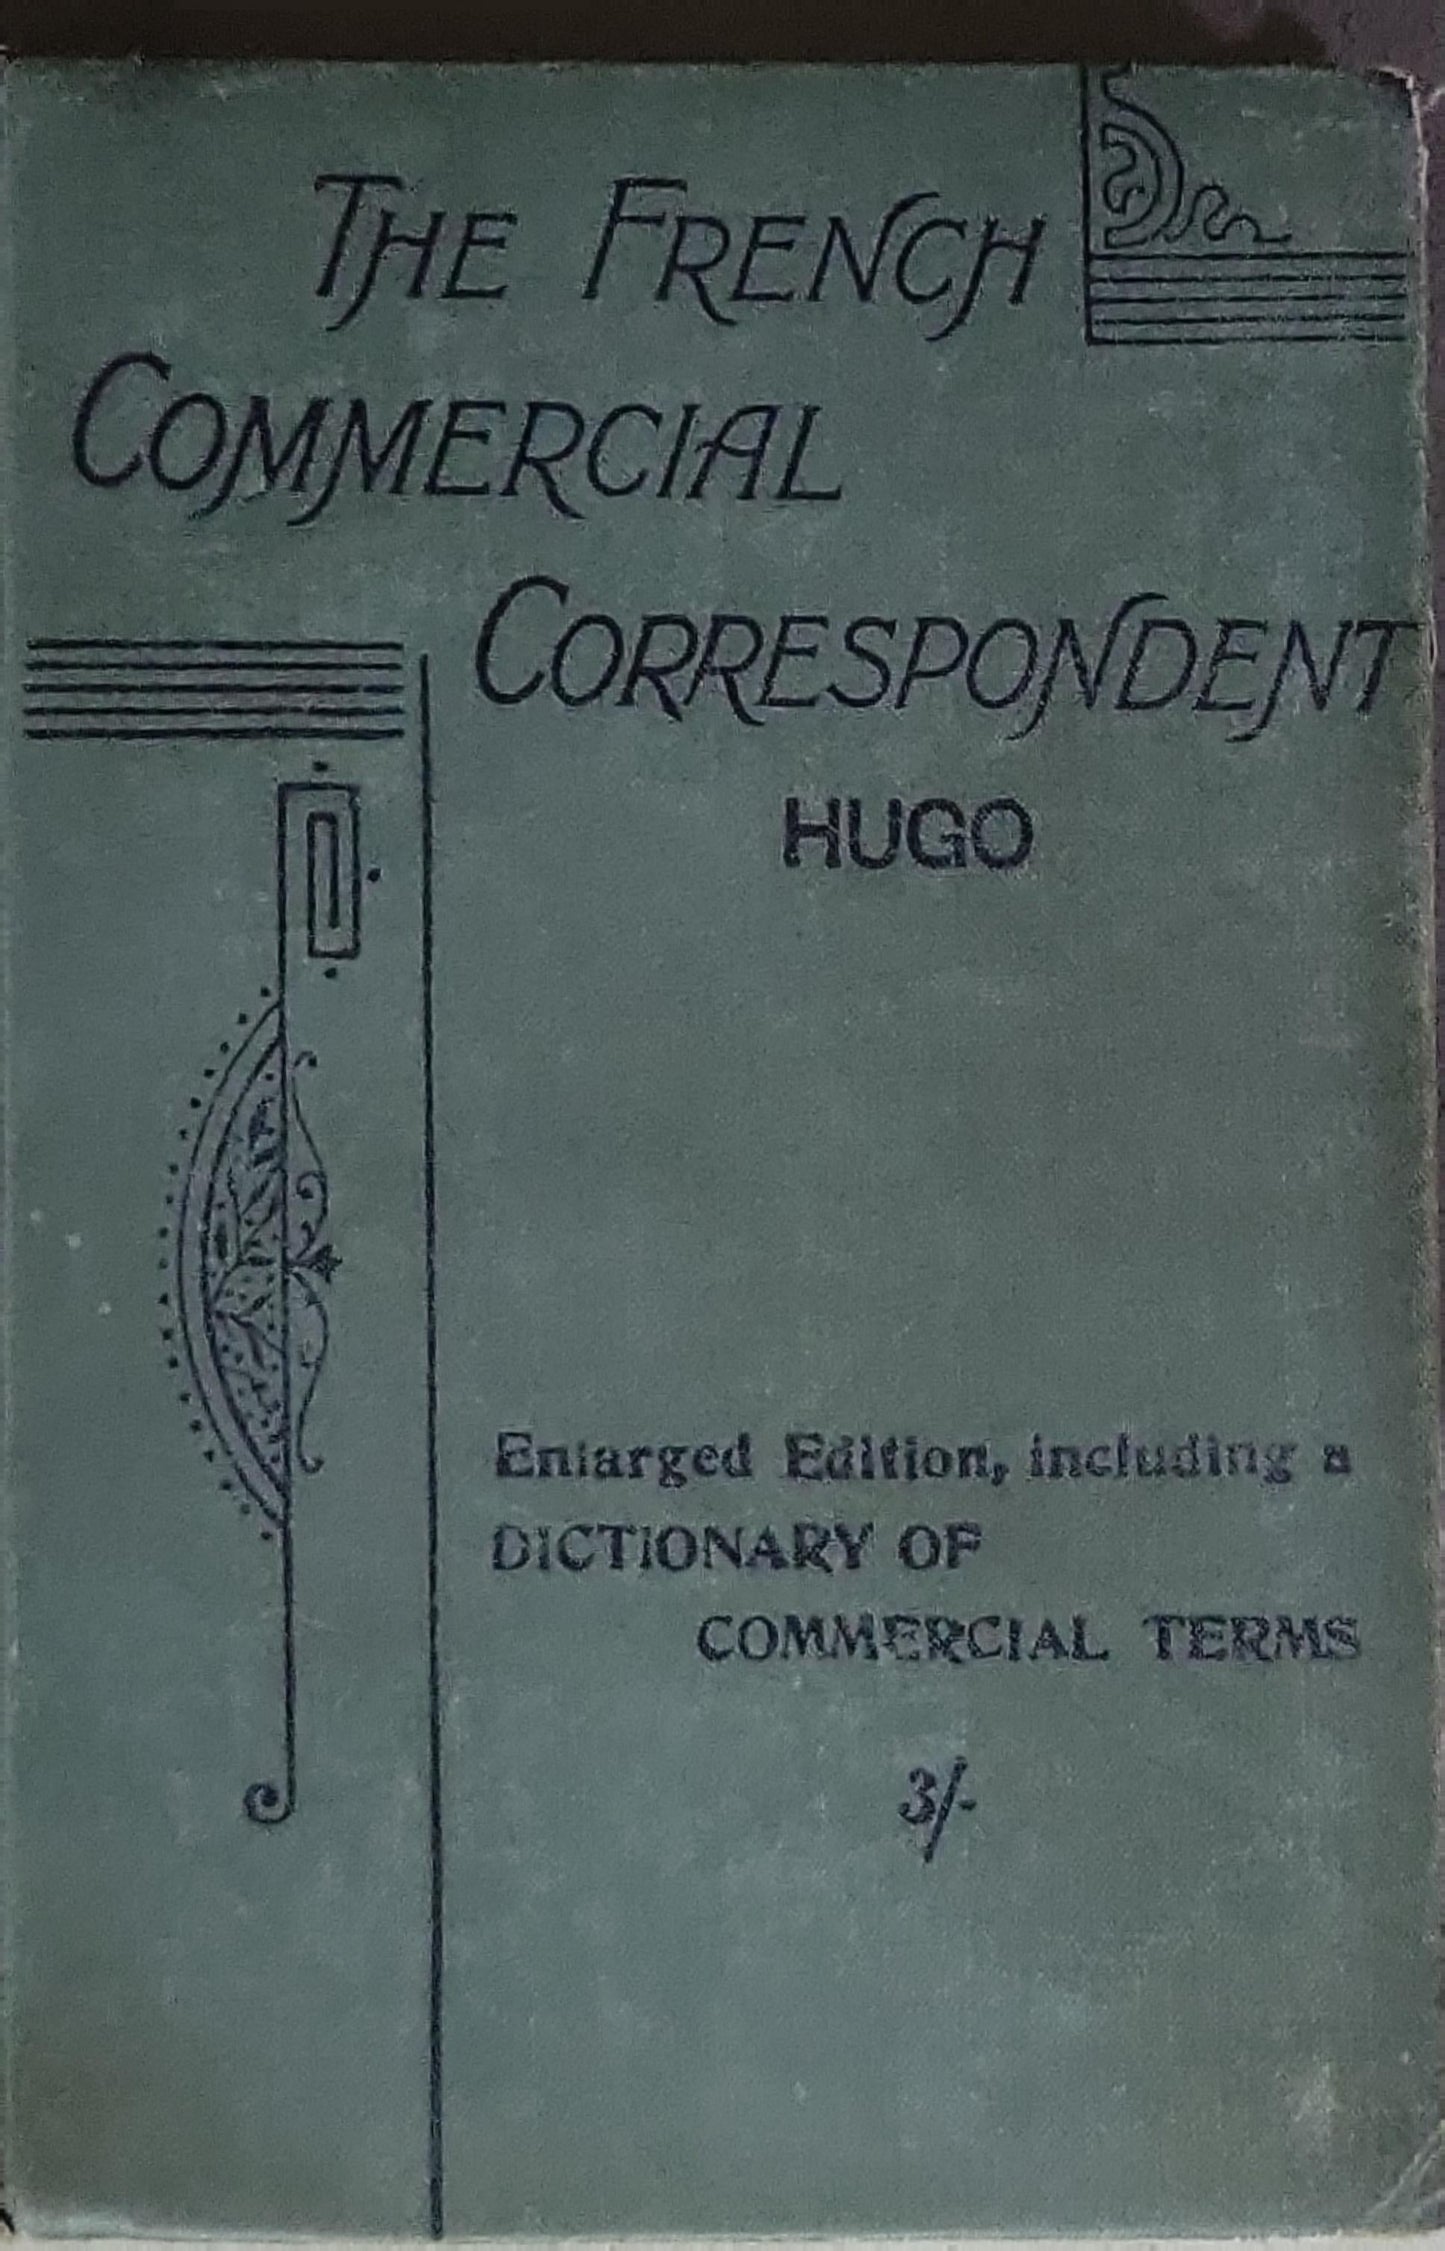 THE FRENCH
COMMERCIAL
CORRESPONDENT
HUGO
Enlarged Edition, including a
DICTIONARY OF
COMMERCIAL TERMS
3/-